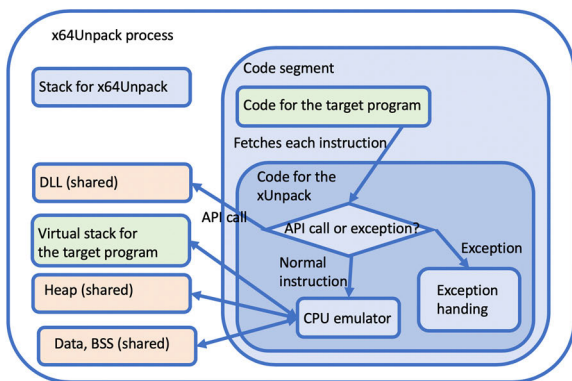 x64Unpack process
Stack for x64Unpack
Code segment
Code for the target program
Fetches each instruction
Code for the
xUnpack
DLL (shared)
API call
API call or exception?
Virtual stack for
the target program
Exception
Normal
instruction
Heap (shared)
Exception
handing
CPU emulator
Data, BSS (shared)